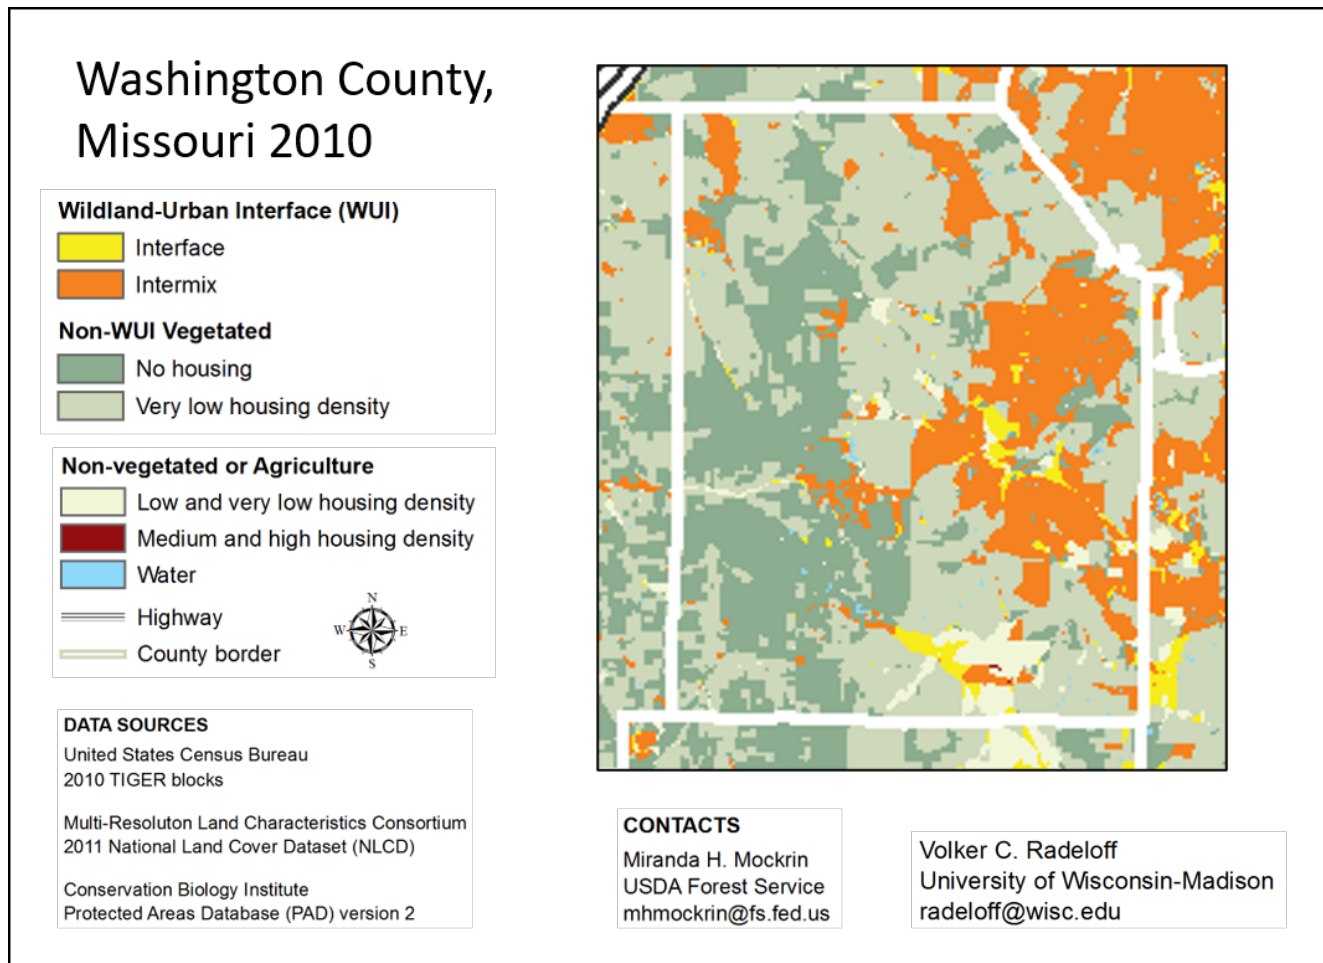 Washington County,
Missouri 2010
Wildland-Urban Interface (WUI)
Interface
Intermix
Non-WUI Vegetated
No housing
Very low housing density
Non-vegetated or Agriculture
Low and very low housing density
Medium and high housing density
Water
Highway
County border
N
W E
S
DATA SOURCES
United States Census Bureau
2010 TIGER blocks
Multi-Resoluton Land Characteristics Consortium
2011 National Land Cover Dataset (NLCD)
Conservation Biology Institute
Protected Areas Database (PAD) version 2
CONTACTS
Miranda H. Mockrin
USDA Forest Service
mhmockrin@fs.fed.us
Volker C. Radeloff
University of Wisconsin-Madison
radeloff@wisc.edu